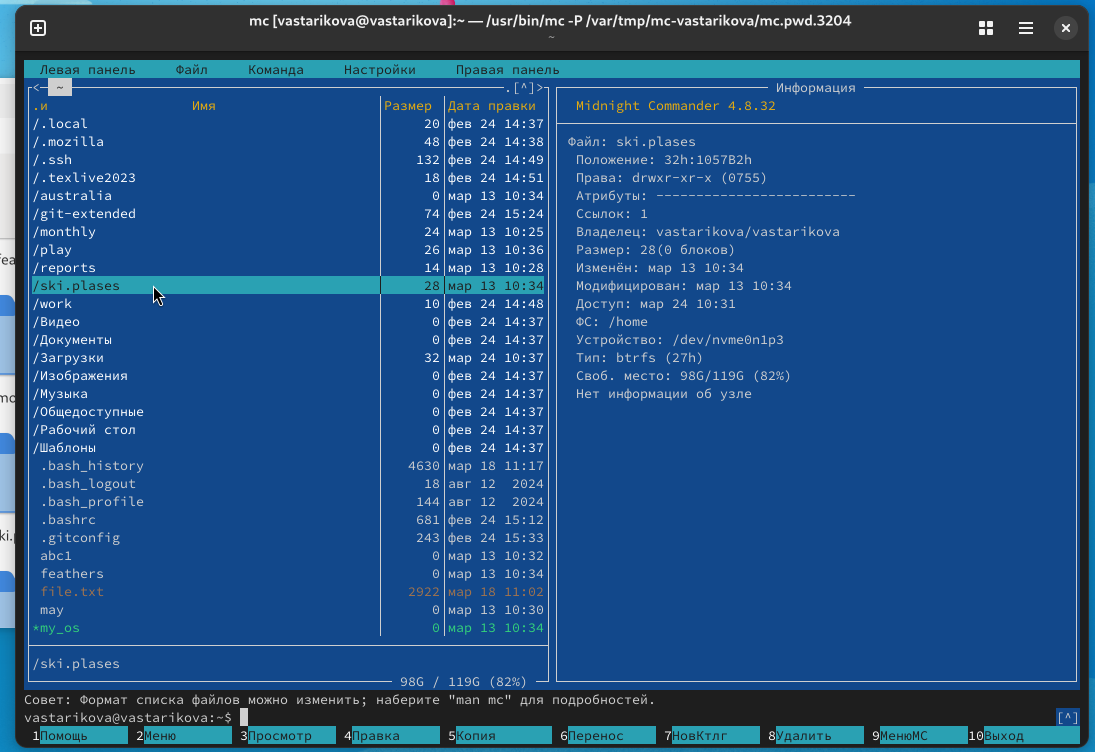 mc [vastarikova@vastarikova]:~ — /usr/bin/mc -P /var/tmp/mc-vastarikova/mc.pwd.3204
~
Левая панель Файл Команда Настройки Правая панель
<─ ~ .[^]>
.и Имя Размер Дата правки
/.local 20 фев 24 14:37
/.mozilla 48 фев 24 14:38
/.ssh 132 фев 24 14:49
/.texlive2023 18 фев 24 14:51
/australia 0 мар 13 10:34
/git-extended 74 фев 24 15:24
/monthly 24 мар 13 10:25
/play 26 мар 13 10:36
/reports 14 мар 13 10:28
/ski.plases 28 мар 13 10:34
/work 10 фев 24 14:48
/Видео 0 фев 24 14:37
/Документы 0 фев 24 14:37
/Загрузки 32 мар 24 10:37
/Изображения 0 фев 24 14:37
/Музыка 0 фев 24 14:37
/Общедоступные 0 фев 24 14:37
/Рабочий стол 0 фев 24 14:37
/Шаблоны 0 фев 24 14:37
.bash_history 4630 мар 18 11:17
.bash_logout 18 авг 12 2024
.bash_profile 144 авг 12 2024
.bashrc 681 фев 24 15:12
.gitconfig 243 фев 24 15:33
abc1 0 мар 13 10:32
feathers 0 мар 13 10:34
file.txt 2922 мар 18 11:02
may 0 мар 13 10:30
*my_os 0 мар 13 10:34
/ski.plases
98G / 119G (82%)
Информация
Midnight Commander 4.8.32
Файл: ski.plases
Положение: 32h:1057B2h
Права: drwxr-xr-x (0755)
Атрибуты: -------------------------
Ссылок: 1
Владелец: vastarikova/vastarikova
Размер: 28(0 блоков)
Изменён: мар 13 10:34
Модифицирован: мар 13 10:34
Доступ: мар 24 10:31
ФС: /home
Устройство: /dev/nvme0n1p3
Тип: btrfs (27h)
Своб. место: 98G/119G (82%)
Нет информации об узле
Совет: Формат списка файлов можно изменить; наберите "man mc" для подробностей.
vastarikova@vastarikova:~$ [^]
1Помощь 2Меню 3Просмотр 4Правка 5Копия 6Перенос 7НовКтлг 8Удалить 9МенюМС 10Выход